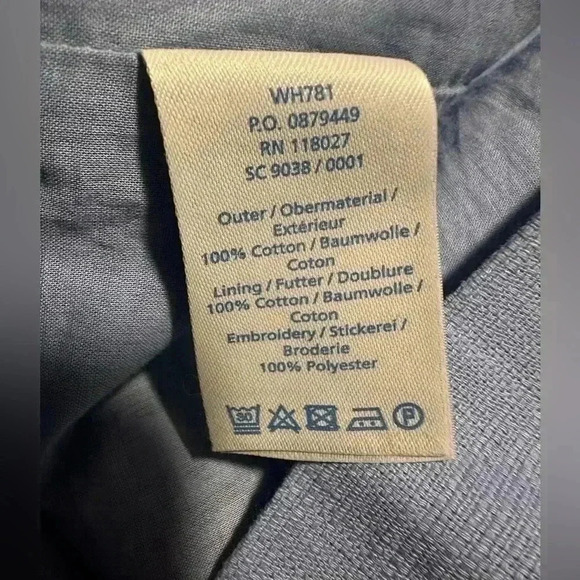 WH781
P.O. 0879449
RN 118027
SC 9038 / 0001
Outer / Obermaterial /
Extérieur
100% Cotton / Baumwolle /
Coton
Lining / Futter / Doublure
100% Cotton / Baumwolle /
Coton
Embroidery / Stickerei /
Broderie
100% Polyester
30 P